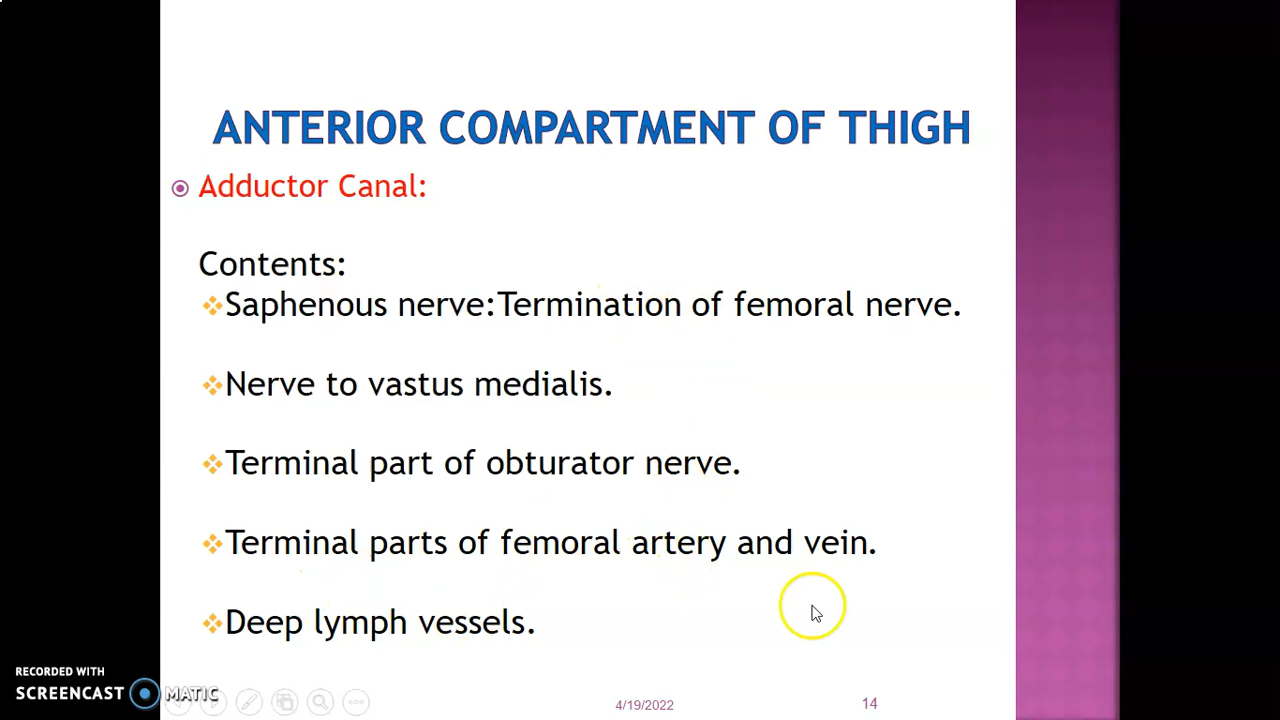 ANTERIOR COMPARTMENT OF THIGH
Adductor Canal:
Contents:
Saphenous nerve:Termination of femoral nerve.
Nerve to vastus medialis.
Terminal part of obturator nerve.
Terminal parts of femoral artery and vein.
Deep lymph vessels.
RECORDED WITH
SCREENCAST MATIC
4/19/2022
14